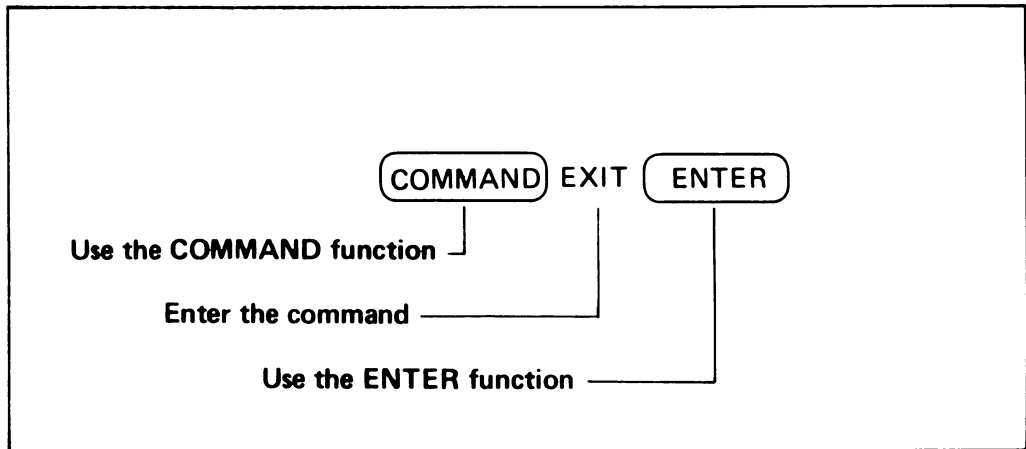 COMMAND EXIT ENTER
Use the COMMAND function
Enter the command
Use the ENTER function